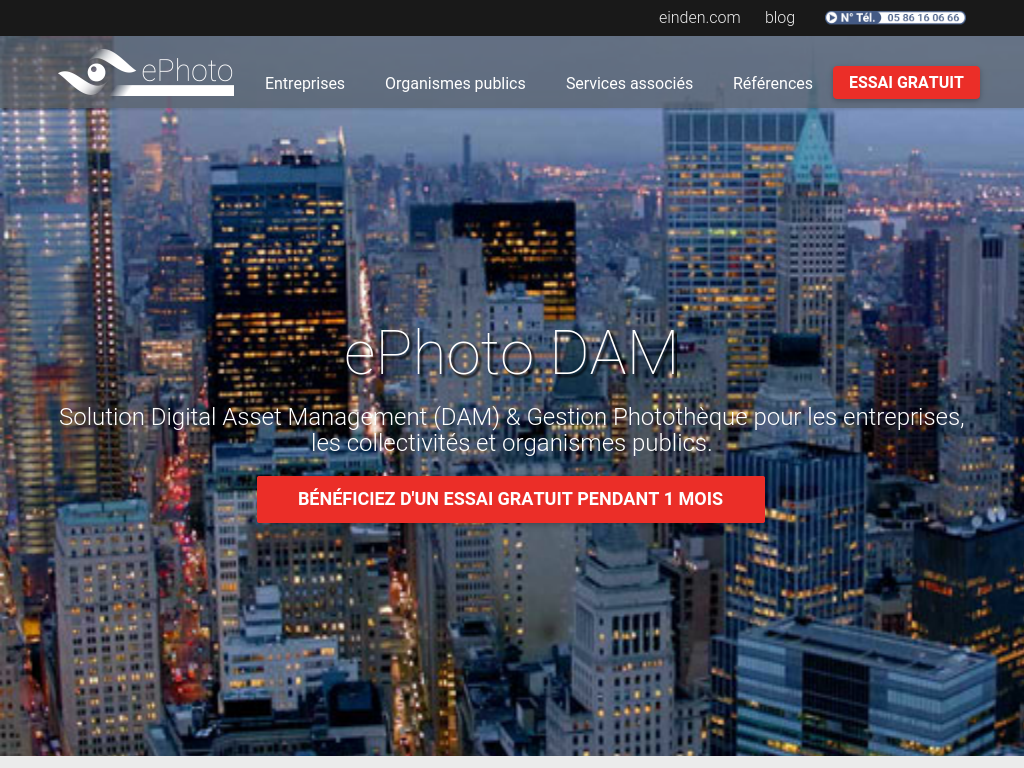 einden.com blog N° Tél. 05 86 16 06 66
ePhoto
Entreprises Organismes publics Services associés Références ESSAI GRATUIT
ePhoto DAM
Solution Digital Asset Management (DAM) & Gestion Photothèque pour les entreprises,
les collectivités et organismes publics.
BÉNÉFICIEZ D'UN ESSAI GRATUIT PENDANT 1 MOIS